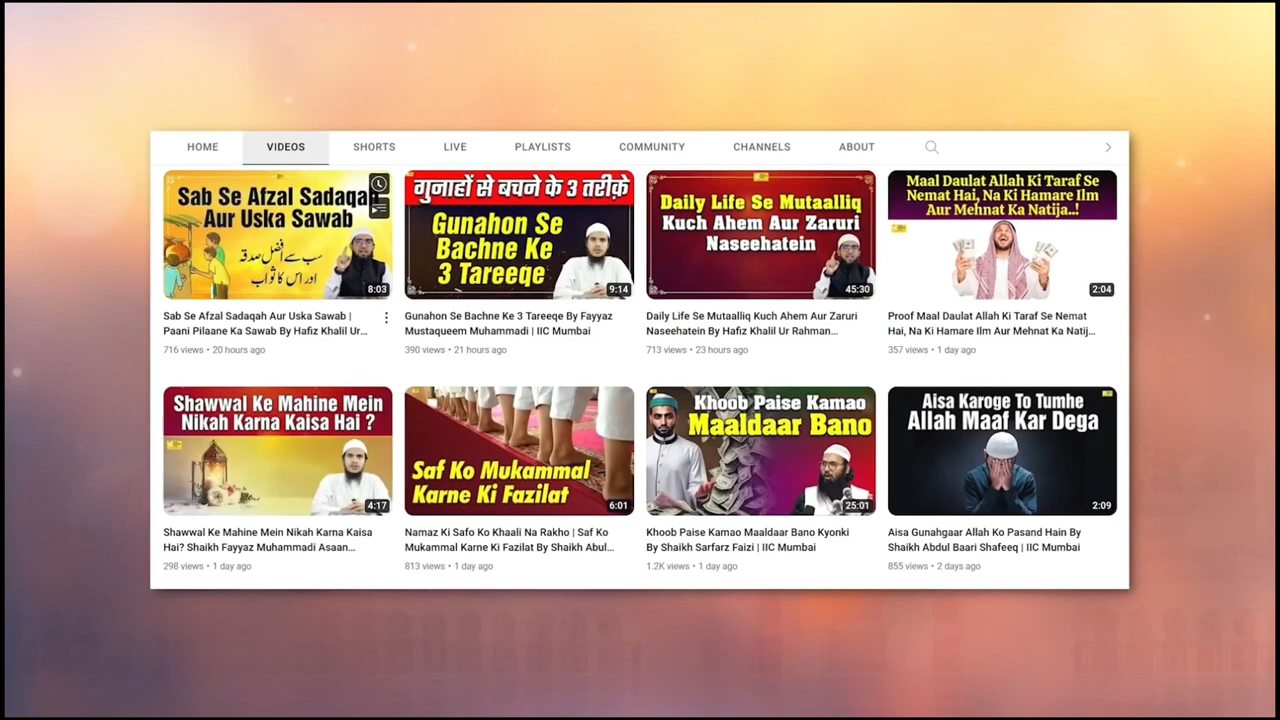 HOME VIDEOS SHORTS LIVE PLAYLISTS COMMUNITY CHANNELS ABOUT
Sab Se Afzal Sadaqah
Aur Uska Sawab
سب سے افضل صدقہ
اور اس کا ثواب
8:03
Sab Se Afzal Sadaqah Aur Uska Sawab |
Paani Pilaane Ka Sawab By Hafiz Khalil Ur...
716 views • 20 hours ago
गुनाहों से बचने के 3 तरीक़े
Gunahon Se
Bachne Ke
3 Tareeqe
9:14
Gunahon Se Bachne Ke 3 Tareeqe By Fayyaz
Mustaqueem Muhammadi | IIC Mumbai
390 views • 21 hours ago
Daily Life Se Mutaalliq
Kuch Ahem Aur Zaruri
Naseehatein
45:30
Daily Life Se Mutaalliq Kuch Ahem Aur Zaruri
Naseehatein By Hafiz Khalil Ur Rahman...
713 views • 23 hours ago
Maal Daulat Allah Ki Taraf Se
Nemat Hai, Na Ki Hamare Ilm
Aur Mehnat Ka Natija..!
2:04
Proof Maal Daulat Allah Ki Taraf Se Nemat
Hai, Na Ki Hamare Ilm Aur Mehnat Ka Natij...
357 views • 1 day ago
Shawwal Ke Mahine Mein
Nikah Karna Kaisa Hai ?
4:17
Shawwal Ke Mahine Mein Nikah Karna Kaisa
Hai? Shaikh Fayyaz Muhammadi Asaan...
298 views • 1 day ago
Saf Ko Mukammal
Karne Ki Fazilat
6:01
Namaz Ki Safo Ko Khaali Na Rakho | Saf Ko
Mukammal Karne Ki Fazilat By Shaikh Abul...
813 views • 1 day ago
Khoob Paise Kamao
Maaldaar Bano
25:01
Khoob Paise Kamao Maaldaar Bano Kyonki
By Shaikh Sarfarz Faizi | IIC Mumbai
1.2K views • 1 day ago
Aisa Karoge To Tumhe
Allah Maaf Kar Dega
2:09
Aisa Gunahgaar Allah Ko Pasand Hain By
Shaikh Abdul Baari Shafeeq | IIC Mumbai
855 views • 2 days ago